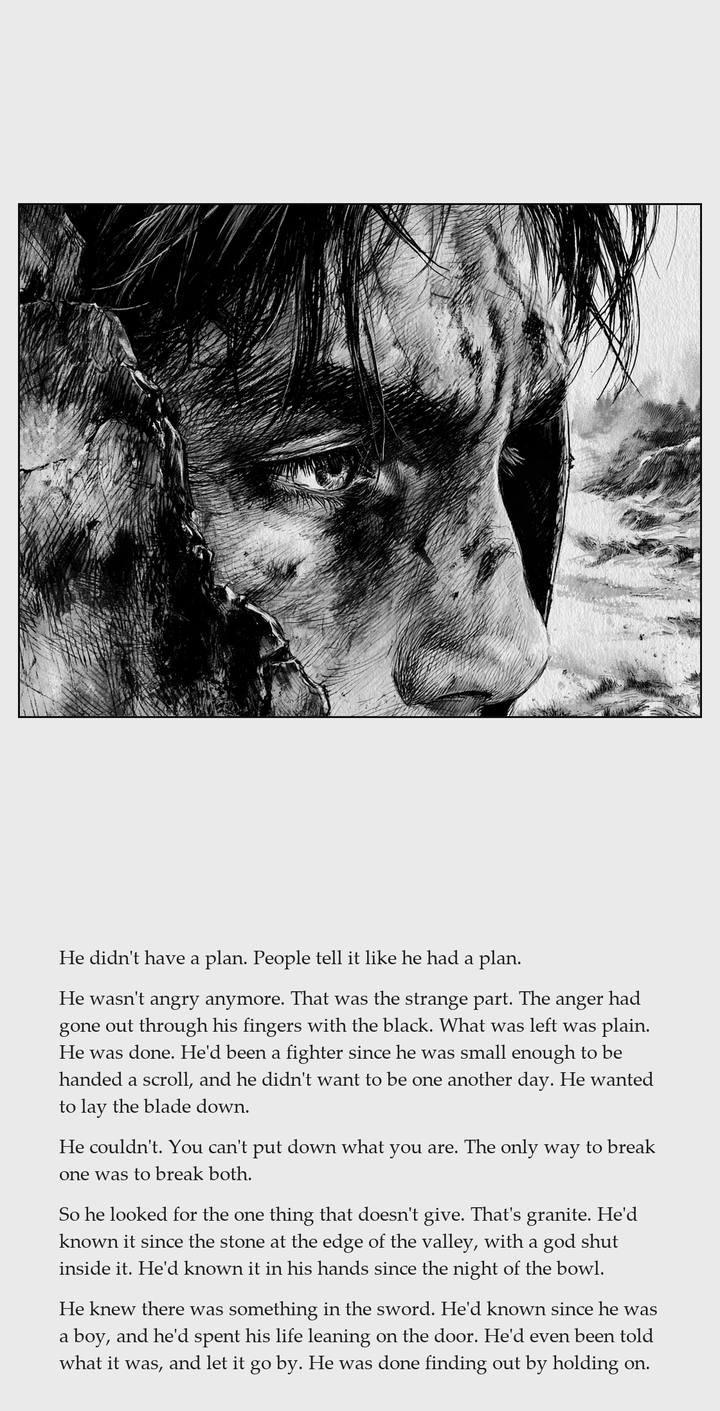 He didn't have a plan. People tell it like he had a plan.
He wasn't angry anymore. That was the strange part. The anger had
gone out through his fingers with the black. What was left was plain.
He was done. He'd been a fighter since he was small enough to be
handed a scroll, and he didn't want to be one another day. He wanted
to lay the blade down.
He couldn't. You can't put down what you are. The only way to break
one was to break both.
So he looked for the one thing that doesn't give. That's granite. He'd
known it since the stone at the edge of the valley, with a god shut
inside it. He'd known it in his hands since the night of the bowl.
He knew there was something in the sword. He'd known since he was
a boy, and he'd spent his life leaning on the door. He'd even been told
what it was, and let it go by. He was done finding out by holding on.